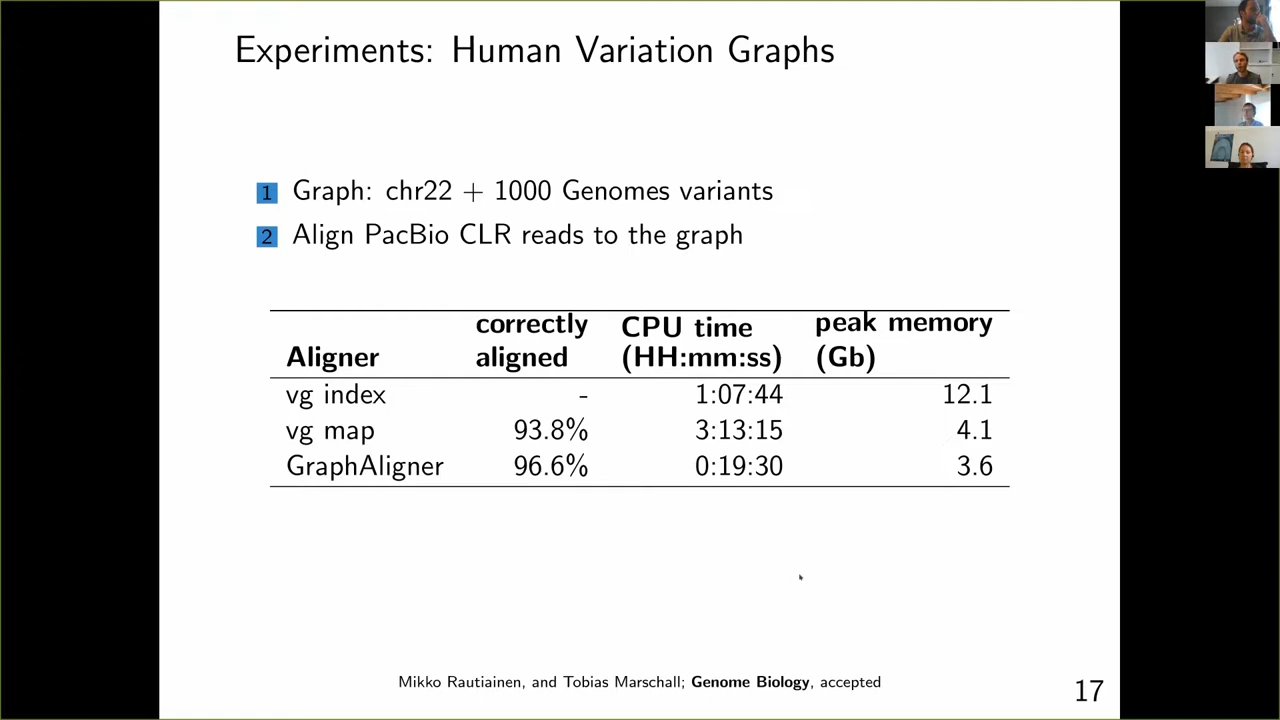 Experiments: Human Variation Graphs
1 Graph: chr22 + 1000 Genomes variants
2 Align PacBio CLR reads to the graph
Aligner correctly aligned CPU time (HH:mm:ss) peak memory (Gb)
vg index - 1:07:44 12.1
vg map 93.8% 3:13:15 4.1
GraphAligner 96.6% 0:19:30 3.6
Mikko Rautiainen, and Tobias Marschall; Genome Biology, accepted
17